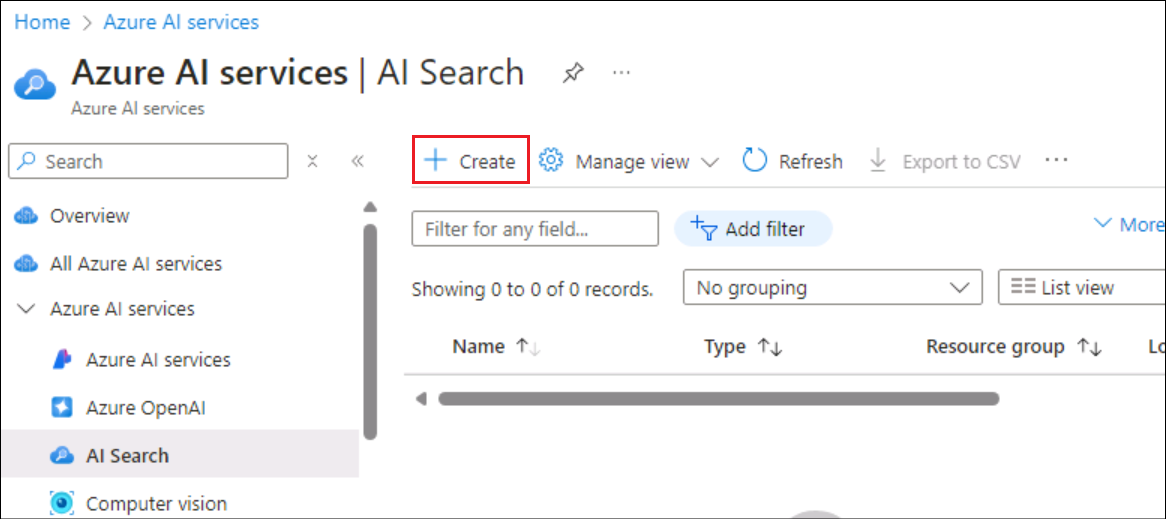 Home > Azure AI services
Azure AI services | AI Search
Azure AI services
Search
Create Manage view Refresh Export to CSV
Overview
Filter for any field... Add filter More
All Azure AI services
Showing 0 to 0 of 0 records. No grouping List view
Azure AI services
Name Type Resource group Lo
Azure AI services
Azure OpenAI
AI Search
Computer vision